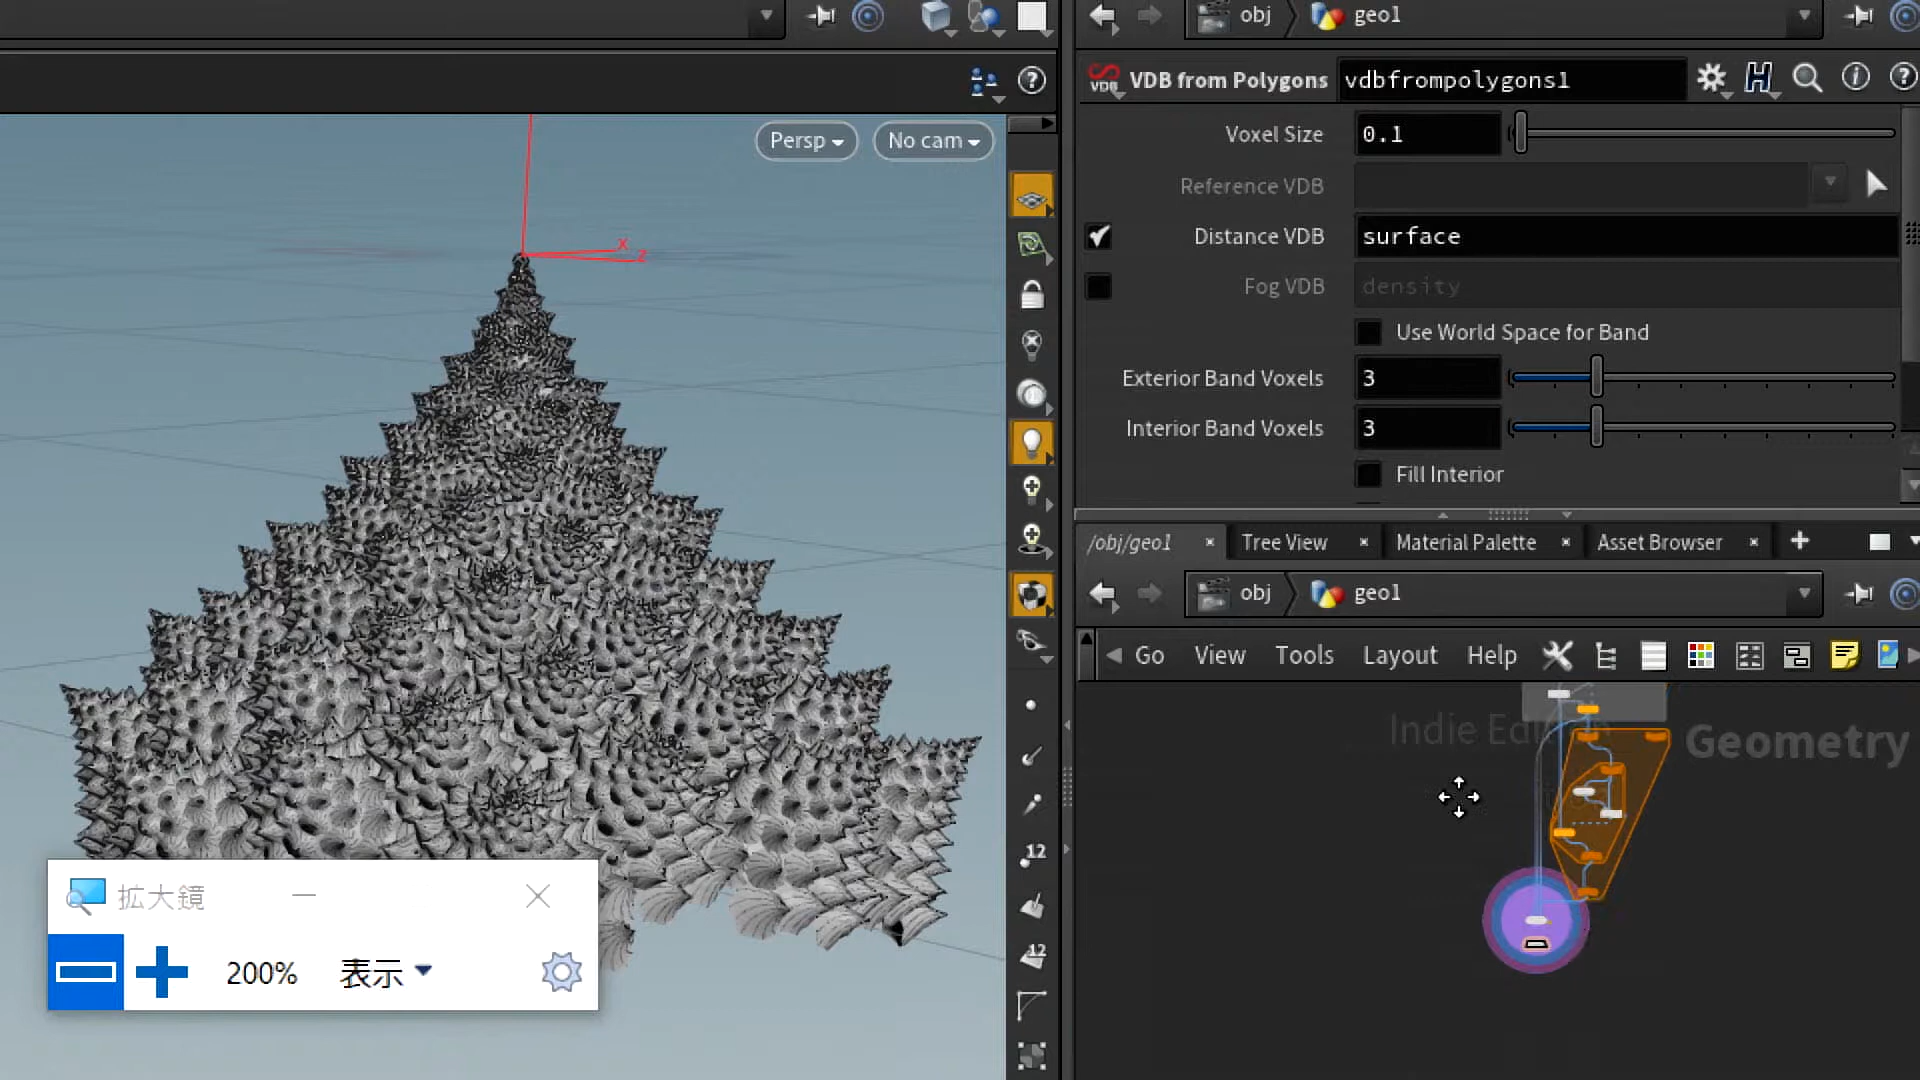 obj
geo1
VDB
VDB from Polygons
vdbfrompolygons1
Persp
No cam
x
z
Voxel Size
0.1
Reference VDB
Distance VDB
surface
Fog VDB
density
Use World Space for Band
Exterior Band Voxels
3
Interior Band Voxels
3
Fill Interior
/obj/geo1
Tree View
Material Palette
Asset Browser
obj
geo1
Go
View
Tools
Layout
Help
Geometry
12
12
拡大鏡
200%
表示